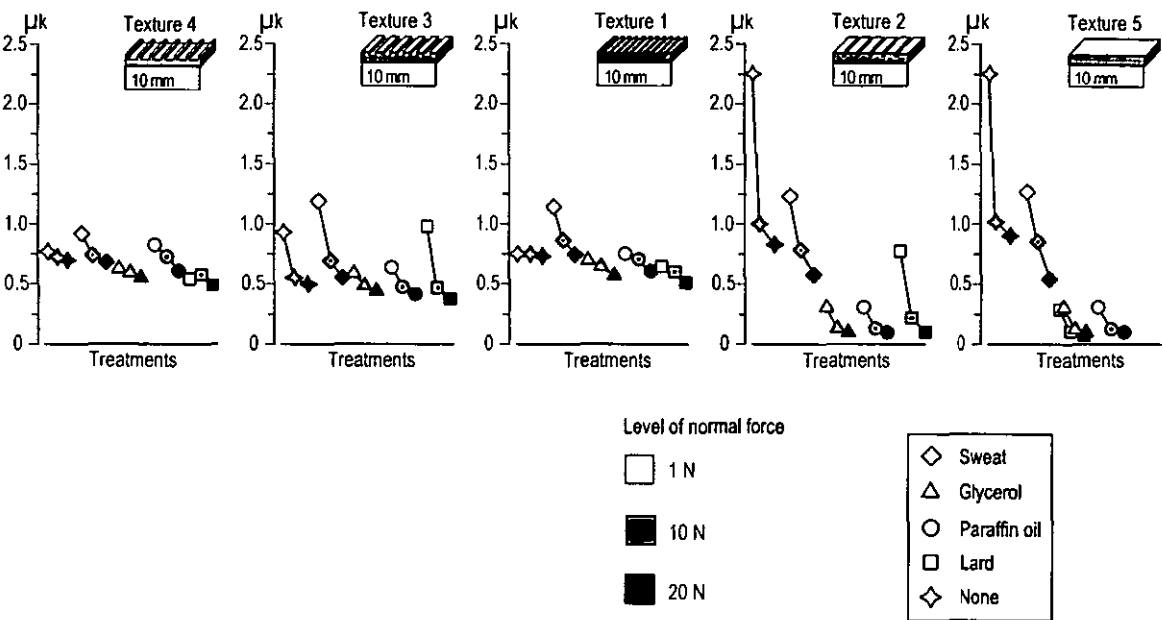 µk Texture 4
2.5
2.0
1.5
1.0
0.5
0
10 mm
Treatments
µk Texture 3
2.5
2.0
1.5
1.0
0.5
0
10 mm
Treatments
µk Texture 1
2.5
2.0
1.5
1.0
0.5
0
10 mm
Treatments
µk Texture 2
2.5
2.0
1.5
1.0
0.5
0
10 mm
Treatments
µk Texture 5
2.5
2.0
1.5
1.0
0.5
0
10 mm
Treatments
Level of normal force
1 N
10 N
20 N
Sweat
Glycerol
Paraffin oil
Lard
None